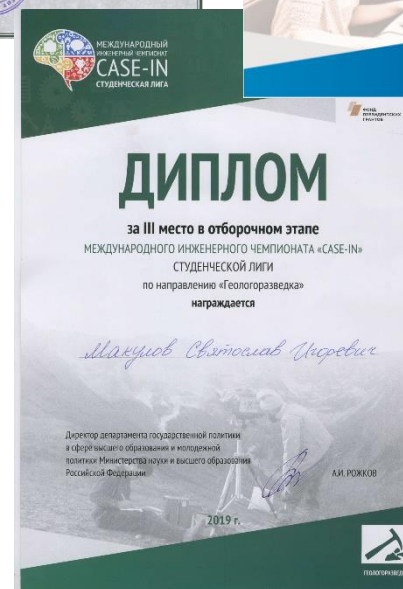 МЕЖДУНАРОДНЫЙ
ИНЖЕНЕРНЫЙ ЧЕМПИОНАТ
CASE-IN
СТУДЕНЧЕСКАЯ ЛИГА
ФОНД
ПРЕЗИДЕНТСКИХ
ГРАНТОВ
ДИПЛОМ
за III место в отборочном этапе
МЕЖДУНАРОДНОГО ИНЖЕНЕРНОГО ЧЕМПИОНАТА «CASE-IN»
СТУДЕНЧЕСКОЙ ЛИГИ
по направлению «Геологоразведка»
награждается
Макулов Святослав Игоревич
Директор департамента государственной политики
в сфере высшего образования и молодежной
политики Министерства науки и высшего образования
Российской Федерации
А.И. РОЖКОВ
2019 г.
ГЕОЛОГОРАЗВЕД